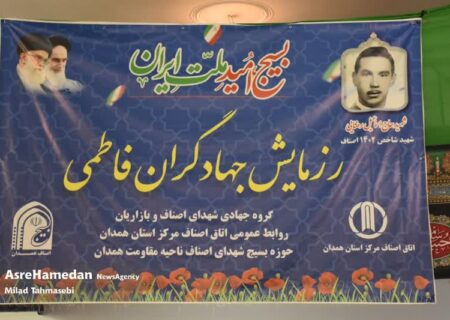 بسیج امید ملت ایران
شهید شاخص ۱۴۰۴ اصناف
رزمایش جهادگران فاطمی
گروه جهادی شهدای اصناف و بازاریان
روابط عمومی اتاق اصناف مرکز استان همدان
حوزه بسیج شهدای اصناف ناحیه مقاومت همدان
اتاق اصناف مرکز استان همدان
AsreHamedan NewsAgency
Milad Tahmasebi